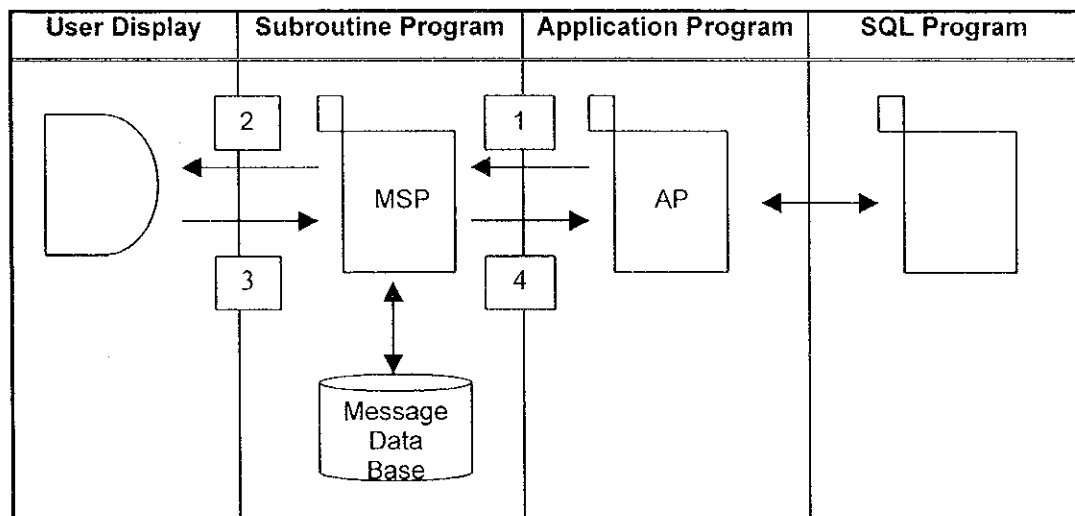 User Display
Subroutine Program
Application Program
SQL Program
2
1
MSP
AP
3
4
Message
Data
Base